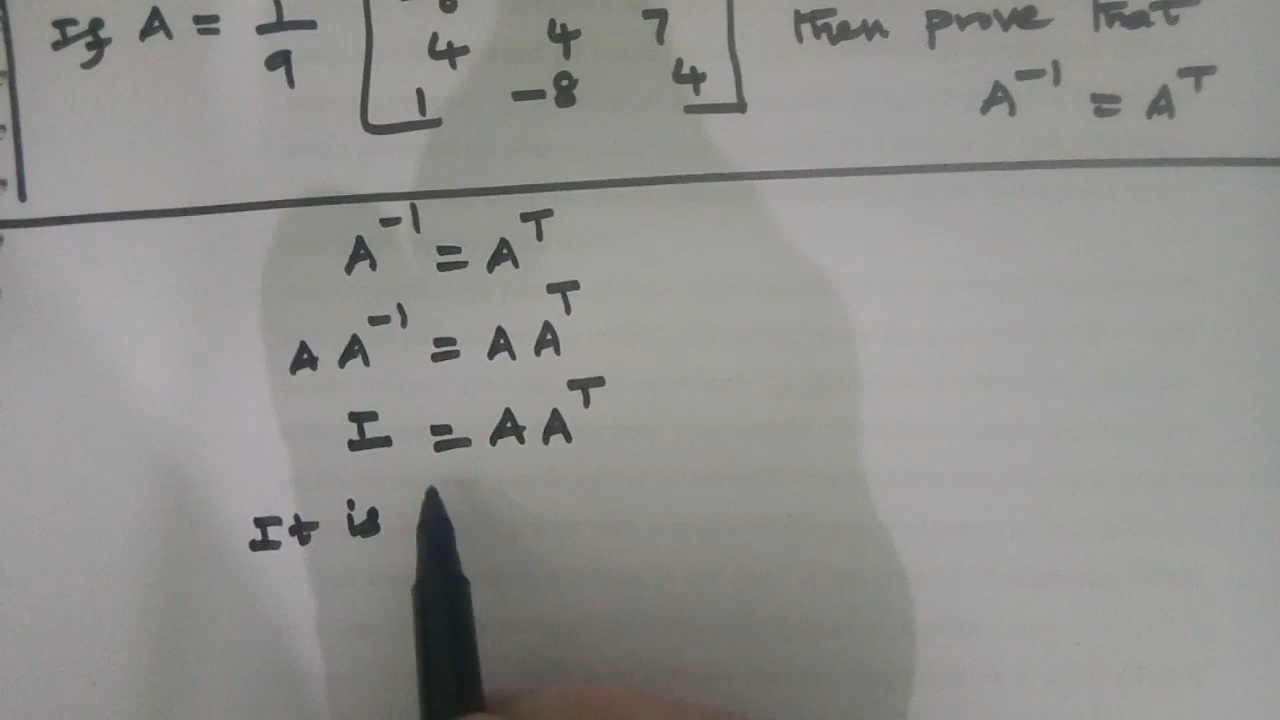 If A = 1/9 [ 4 4 7 then prove that
1 -8 4 ] A⁻¹ = Aᵀ
A⁻¹ = Aᵀ
A A⁻¹ = A Aᵀ
I = A Aᵀ
It is